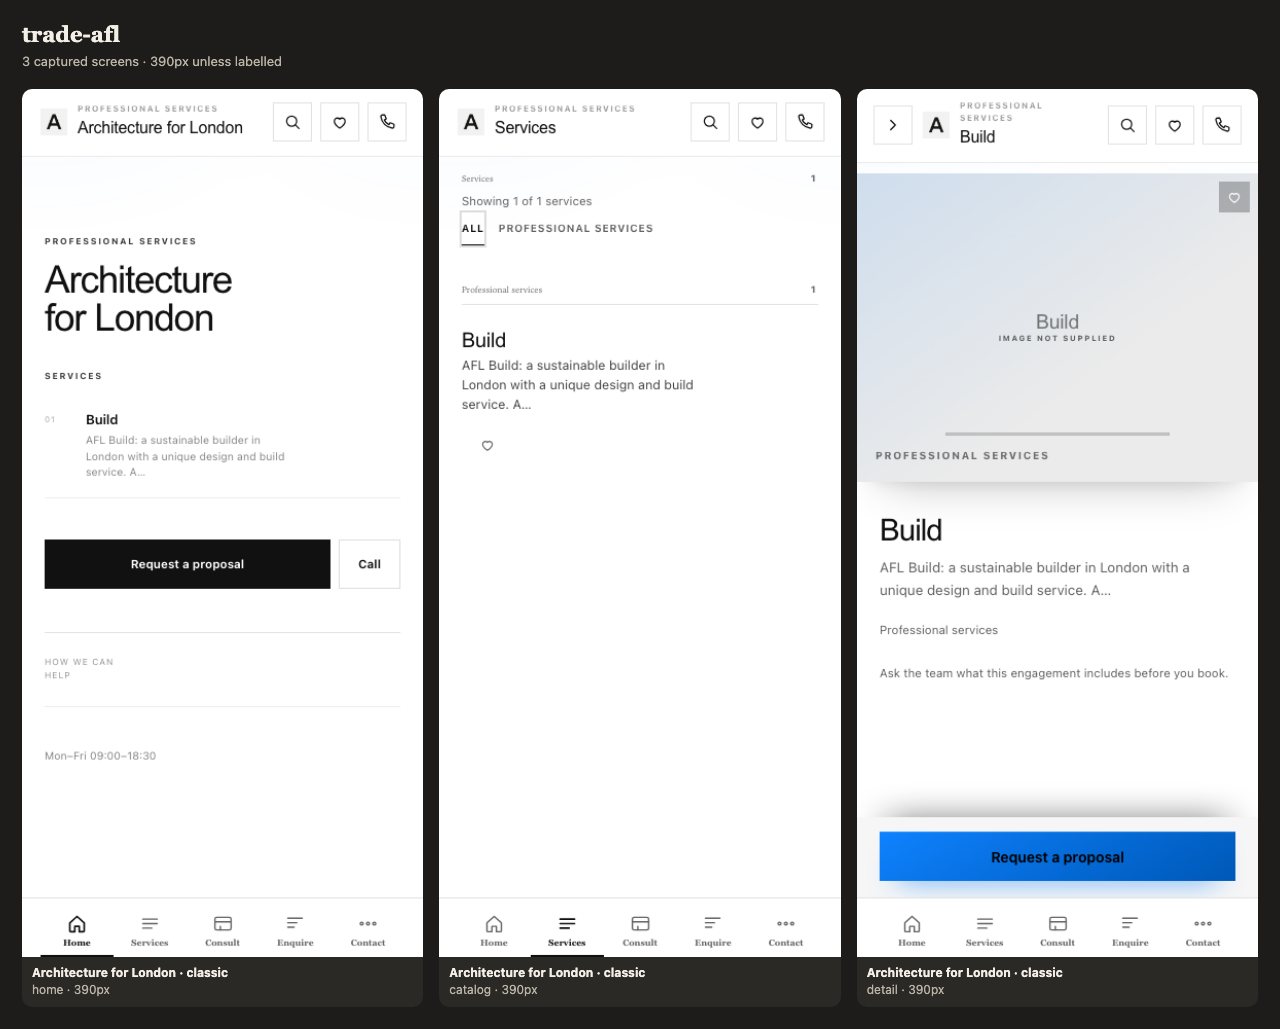 trade-afl
3 captured screens · 390px unless labelled
A
PROFESSIONAL SERVICES
Architecture for London
PROFESSIONAL SERVICES
Architecture
for London
SERVICES
01
Build
AFL Build: a sustainable builder in
London with a unique design and build
service. A...
Request a proposal
Call
HOW WE CAN
HELP
Mon–Fri 09:00–18:30
Home
Services
Consult
Enquire
Contact
Architecture for London · classic
home · 390px
A
PROFESSIONAL SERVICES
Services
Services
1
Showing 1 of 1 services
ALL
PROFESSIONAL SERVICES
Professional services
1
Build
AFL Build: a sustainable builder in
London with a unique design and build
service. A...
Home
Services
Consult
Enquire
Contact
Architecture for London · classic
catalog · 390px
A
PROFESSIONAL
SERVICES
Build
Build
IMAGE NOT SUPPLIED
PROFESSIONAL SERVICES
Build
AFL Build: a sustainable builder in London with a
unique design and build service. A...
Professional services
Ask the team what this engagement includes before you book.
Request a proposal
Home
Services
Consult
Enquire
Contact
Architecture for London · classic
detail · 390px